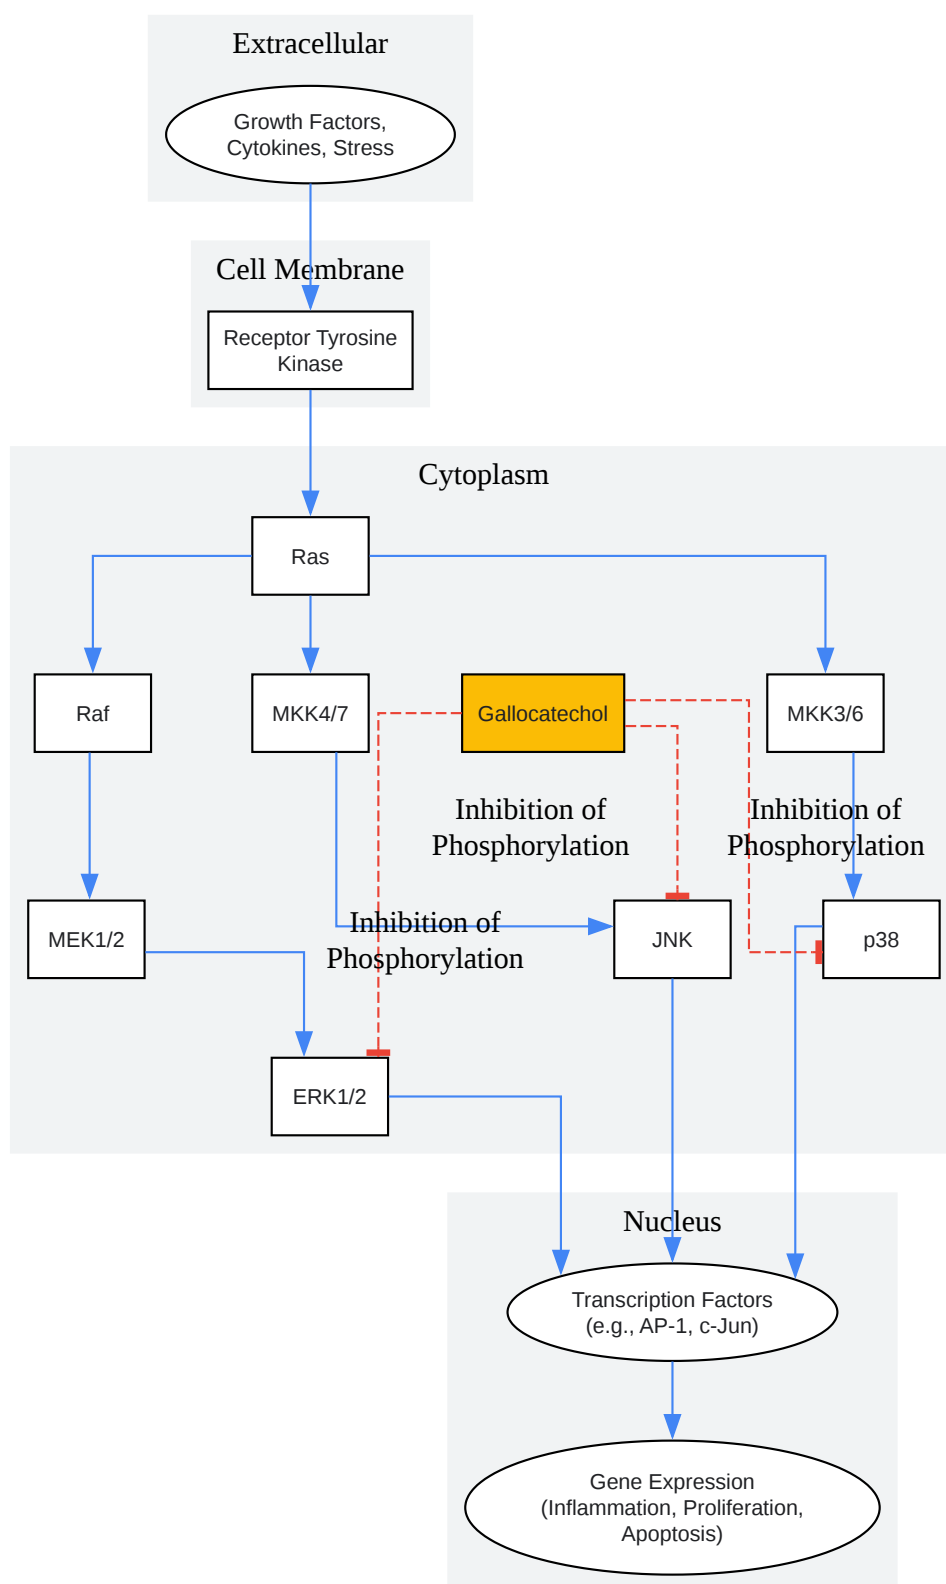 Extracellular
Growth Factors,
Cytokines, Stress
Cell Membrane
Receptor Tyrosine
Kinase
Cytoplasm
Ras
Raf
MKK4/7
Gallocatechol
MKK3/6
Inhibition of
Phosphorylation
Inhibition of
Phosphorylation
Inhibition of
Phosphorylation
MEK1/2
JNK
p38
ERK1/2
Nucleus
Transcription Factors
(e.g., AP-1, c-Jun)
Gene Expression
(Inflammation, Proliferation,
Apoptosis)